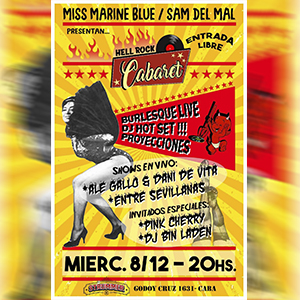 MISS MARINE BLUE / SAM DEL MAL
PRESENTAN...
ENTRADA
LIBRE
HELL ROCK
Cabaret
BURLESQUE LIVE
DJ HOT SET !!!
PROYECCIONES
SHOWS EN VIVO:
*ALE GALLO & DANI DE VITA
*ENTRE SEVILLANAS
INVITADOS ESPECIALES:
*PINK CHERRY
*DJ BIN LADEN
MIERC. 8/12 - 20HS.
GODOY CRUZ 1631- CABA